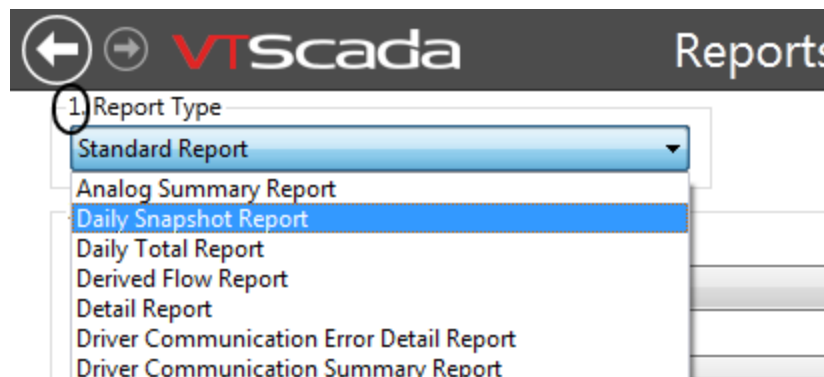 VTScada Reports
1. Report Type
Standard Report
Analog Summary Report
Daily Snapshot Report
Daily Total Report
Derived Flow Report
Detail Report
Driver Communication Error Detail Report
Driver Communication Summary Report